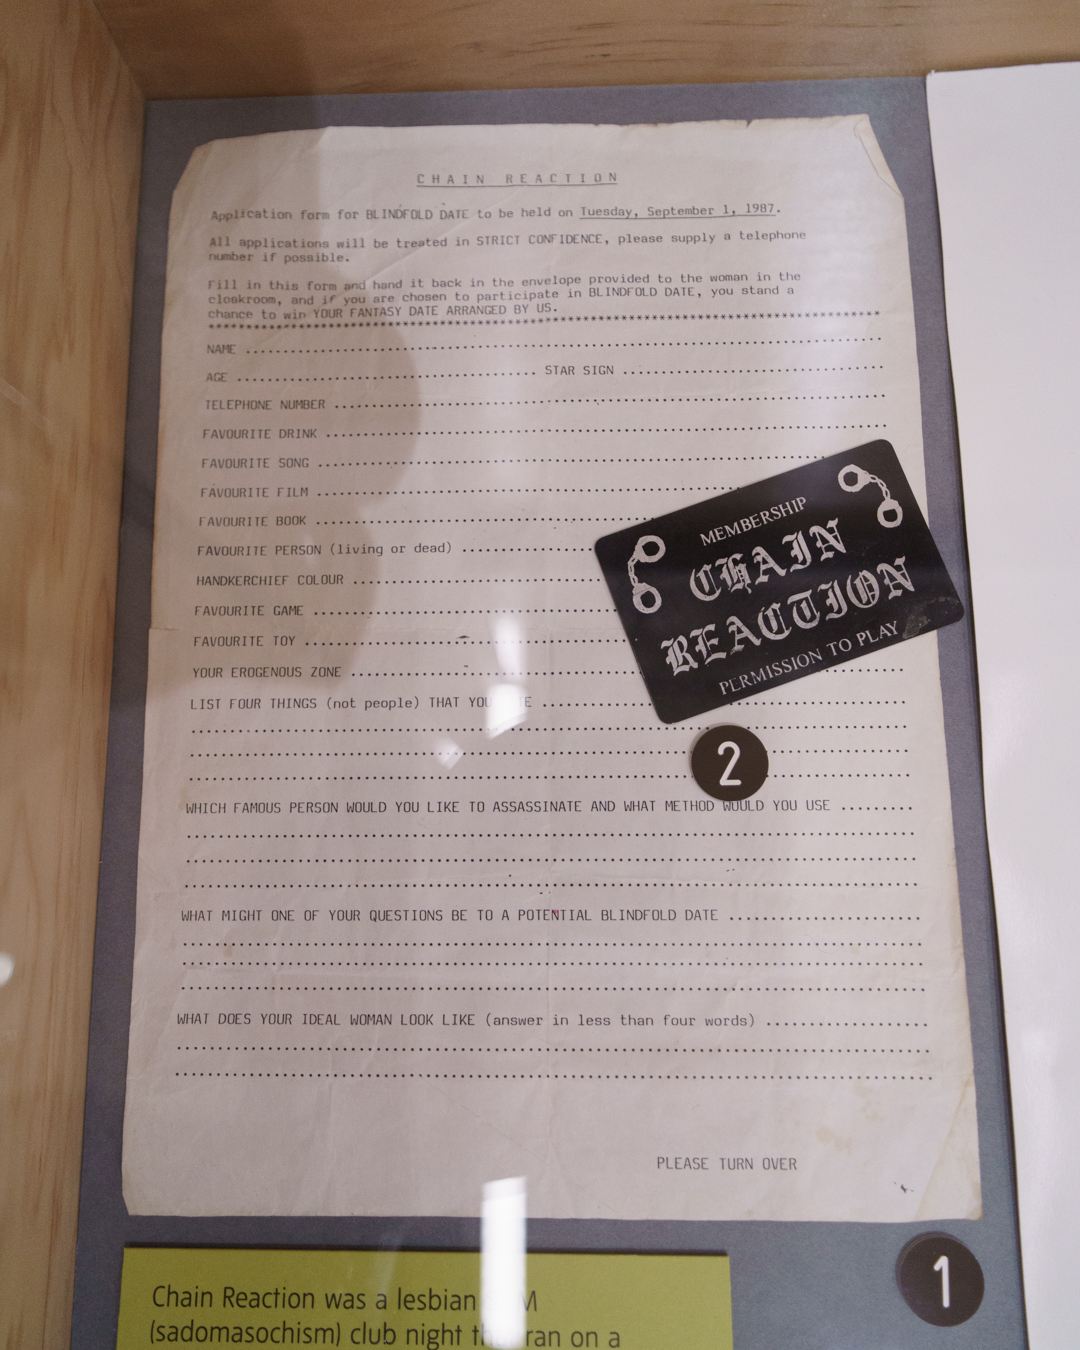 CHAIN REACTION
Application form for BLINDFOLD DATE to be held on Tuesday, September 1, 1987.
All applications will be treated in STRICT CONFIDENCE, please supply a telephone
number if possible.
Fill in this form and hand it back in the envelope provided to the woman in the
cloakroom, and if you are chosen to participate in BLINDFOLD DATE, you stand a
chance to win YOUR FANTASY DATE ARRANGED BY US.
NAME
AGE STAR SIGN
TELEPHONE NUMBER
FAVOURITE DRINK
FAVOURITE SONG
FAVOURITE FILM
FAVOURITE BOOK
FAVOURITE PERSON (living or dead)
HANDKERCHIEF COLOUR
FAVOURITE GAME
FAVOURITE TOY
YOUR EROGENOUS ZONE
LIST FOUR THINGS (not people) THAT
WHICH FAMOUS PERSON WOULD YOU LIKE TO ASSASSINATE AND WHAT METHOD WOULD YOU USE
WHAT MIGHT ONE OF YOUR QUESTIONS BE TO A POTENTIAL BLINDFOLD DATE
WHAT DOES YOUR IDEAL WOMAN LOOK LIKE (answer in less than four words)
PLEASE TURN OVER
MEMBERSHIP
CHAIN
REACTION
PERMISSION TO PLAY
2
1
Chain Reaction was a lesbian
(sadomasochism) club night ran on a